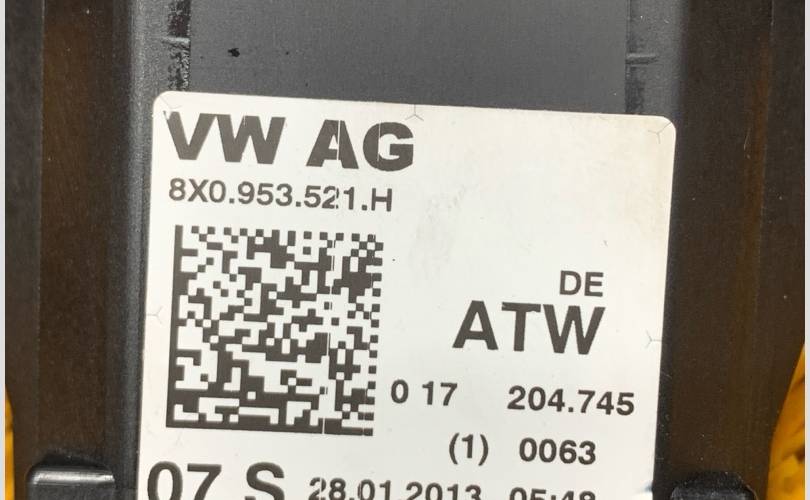 VW AG
8X0.953.521.H
DE
ATW
0 17 204.745
(1) 0063
07 S 28.01.2013 05:48